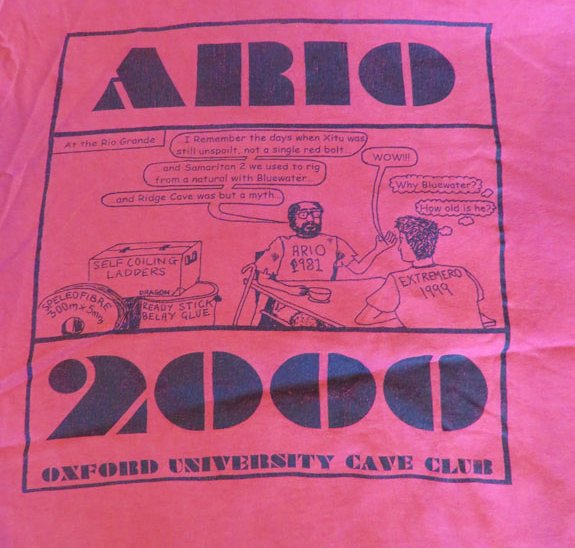 ARIO
At the Rio Grande
I Remember the days when Xitu was
still unspoilt, not a single red bolt
and Samaritan 2 we used to rig
from a natural with Bluewater
and Ridge Cave was but a myth...
WOW!!!
Why Bluewater?
How old is he?
ARIO
1981
EXTREMERO
1999
SELF COILING
LADDERS
DRAGON
SPELEOFIBRE
300m x 5mm
READY STICK
BELAY GLUE
2000
OXFORD UNIVERSITY CAVE CLUB